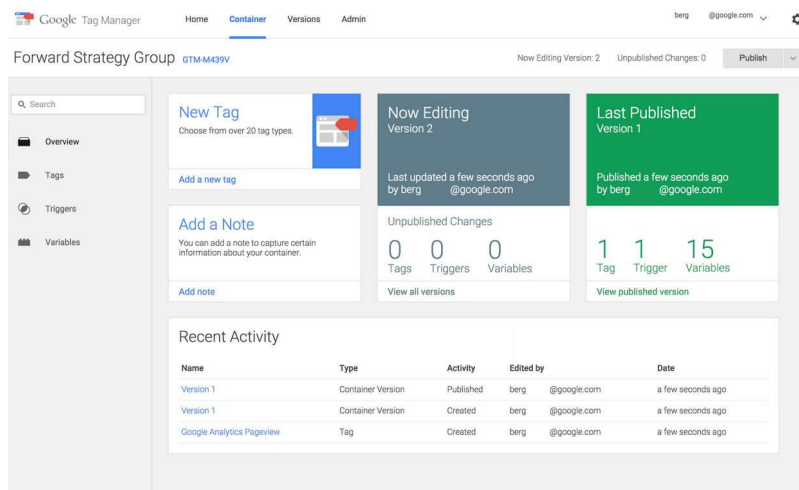 Google Tag Manager
Home Container Versions Admin
berg @google.com
Forward Strategy Group GTM-M439V
Now Editing Version: 2 Unpublished Changes: 0 Publish
Search
Overview
Tags
Triggers
Variables
New Tag
Choose from over 20 tag types.
Add a new tag
Add a Note
You can add a note to capture certain
information about your container.
Add note
Now Editing
Version 2
Last updated a few seconds ago
by berg @google.com
Unpublished Changes
0 0 0
Tags Triggers Variables
View all versions
Last Published
Version 1
Published a few seconds ago
by berg @google.com
1 1 15
Tag Trigger Variables
View published version
Recent Activity
Name Type Activity Edited by Date
Version 1 Container Version Published berg @google.com a few seconds ago
Version 1 Container Version Created berg @google.com a few seconds ago
Google Analytics Pageview Tag Created berg @google.com a few seconds ago